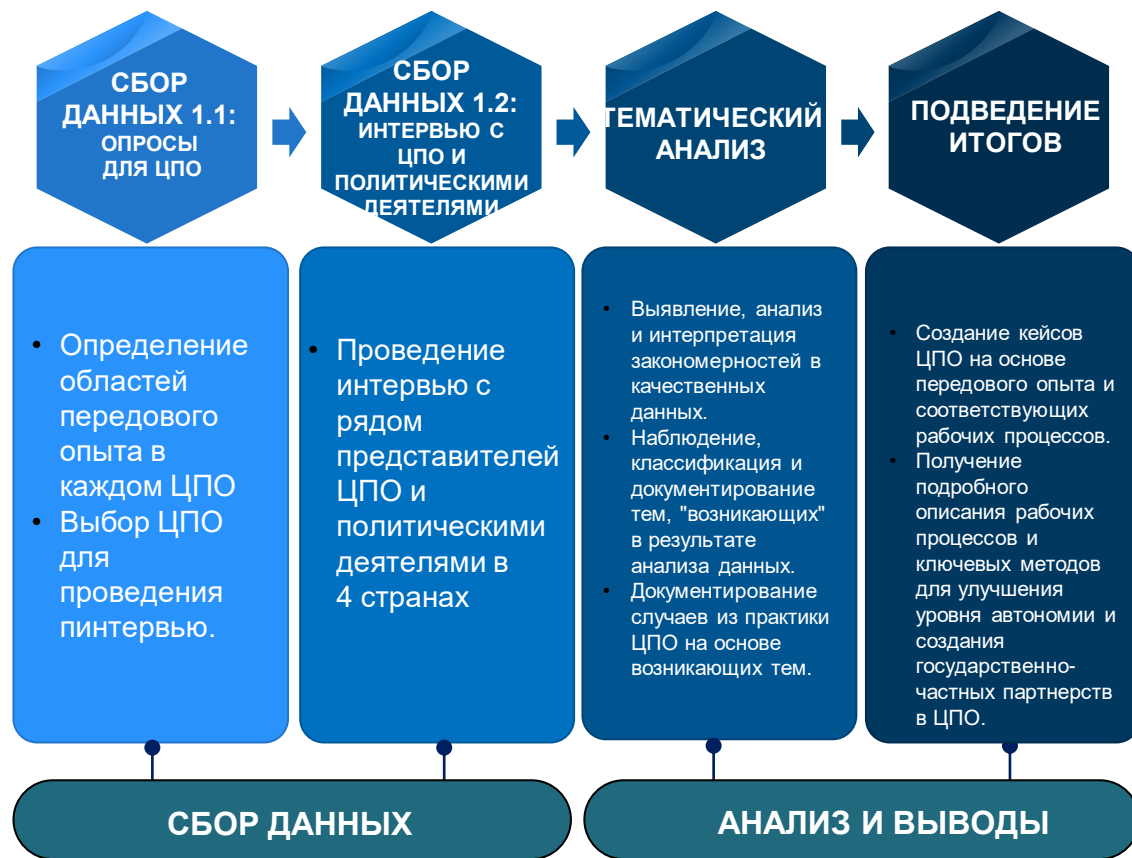 СБОР
ДАННЫХ 1.1:
ОПРОСЫ
ДЛЯ ЦПО
СБОР
ДАННЫХ 1.2:
ИНТЕРВЬЮ С
ЦПО И
ПОЛИТИЧЕСКИМИ
ДЕЯТЕЛЯМИ
ТЕМАТИЧЕСКИЙ
АНАЛИЗ
ПОДВЕДЕНИЕ
ИТОГОВ
• Определение
областей
передового
опыта в
каждом ЦПО
• Выбор ЦПО
для
проведения
пинтервью.
• Проведение
интервью с
рядом
представителей
ЦПО и
политическими
деятелями в
4 странах
• Выявление, анализ
и интерпретация
закономерностей в
качественных
данных.
• Наблюдение,
классификация и
документирование
тем, "возникающих"
в результате
анализа данных.
• Документирование
случаев из практики
ЦПО на основе
возникающих тем.
• Создание кейсов
ЦПО на основе
передового опыта и
соответствующих
рабочих процессов.
• Получение
подробного
описания рабочих
процессов и
ключевых методов
для улучшения
уровня автономии и
создания
государственно-
частных партнерств
в ЦПО.
СБОР ДАННЫХ
АНАЛИЗ И ВЫВОДЫ